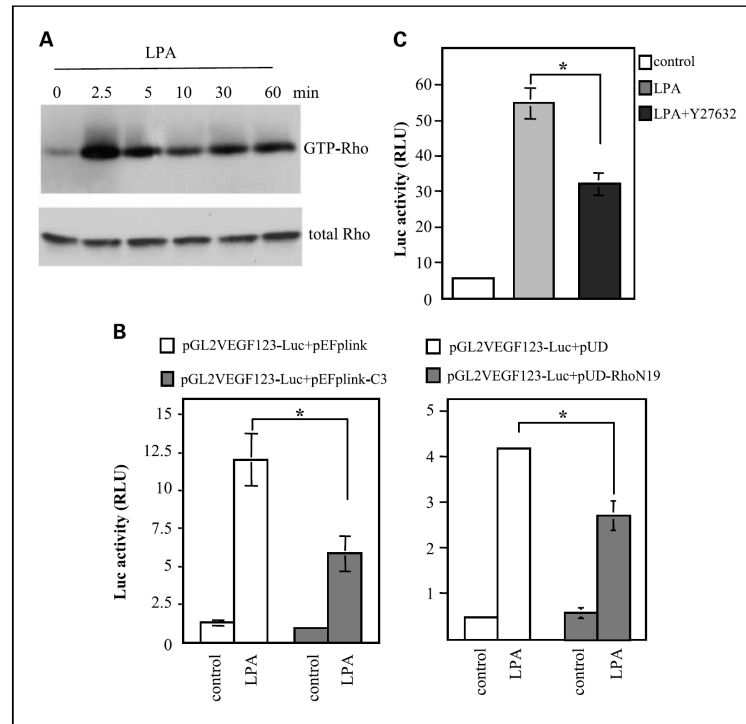 A
LPA
0 2.5 5 10 30 60 min
GTP-Rho
total Rho
C
control
LPA
LPA+Y27632
*
Luc activity (RLU)
60
50
40
30
20
10
0
B
pGL2VEGF123-Luc+pEFplink
pGL2VEGF123-Luc+pEFplink-C3
*
Luc activity (RLU)
15
12.5
10
7.5
5
2.5
0
control
LPA
control
LPA
pGL2VEGF123-Luc+pUD
pGL2VEGF123-Luc+pUD-RhoN19
*
5
4
3
2
1
control
LPA
control
LPA